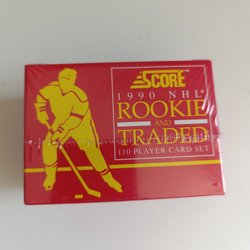 SCORE
1990 NHL®
ROOKIE
AND
TRADED
110 PLAYER CARD SET